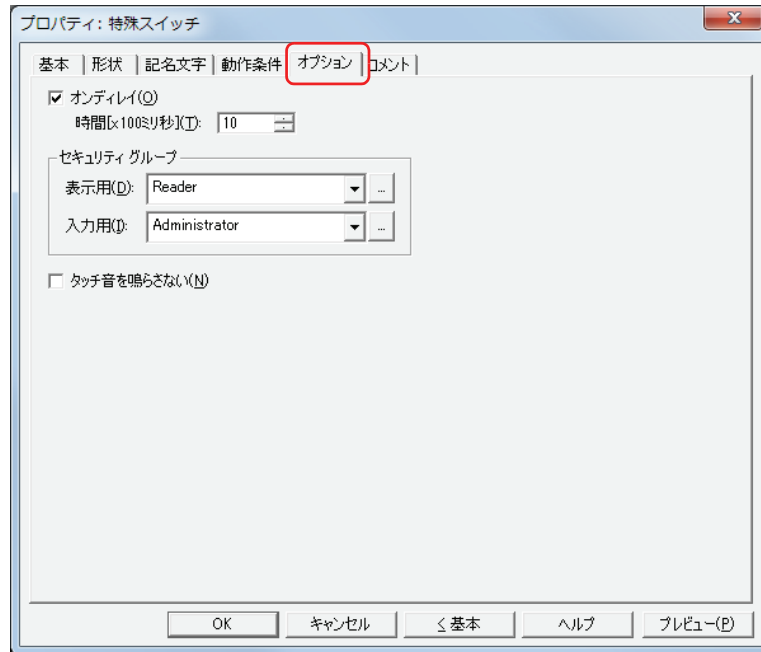 プロパティ: 特殊スイッチ
基本 形状 記名文字 動作条件 オプション コメント
オンディレイ(O)
時間[x100ミリ秒](T): 10
セキュリティ グループ
表示用(D): Reader ...
入力用(I): Administrator ...
タッチ音を鳴らさない(N)
OK キャンセル ≤ 基本 ヘルプ プレビュー(P)